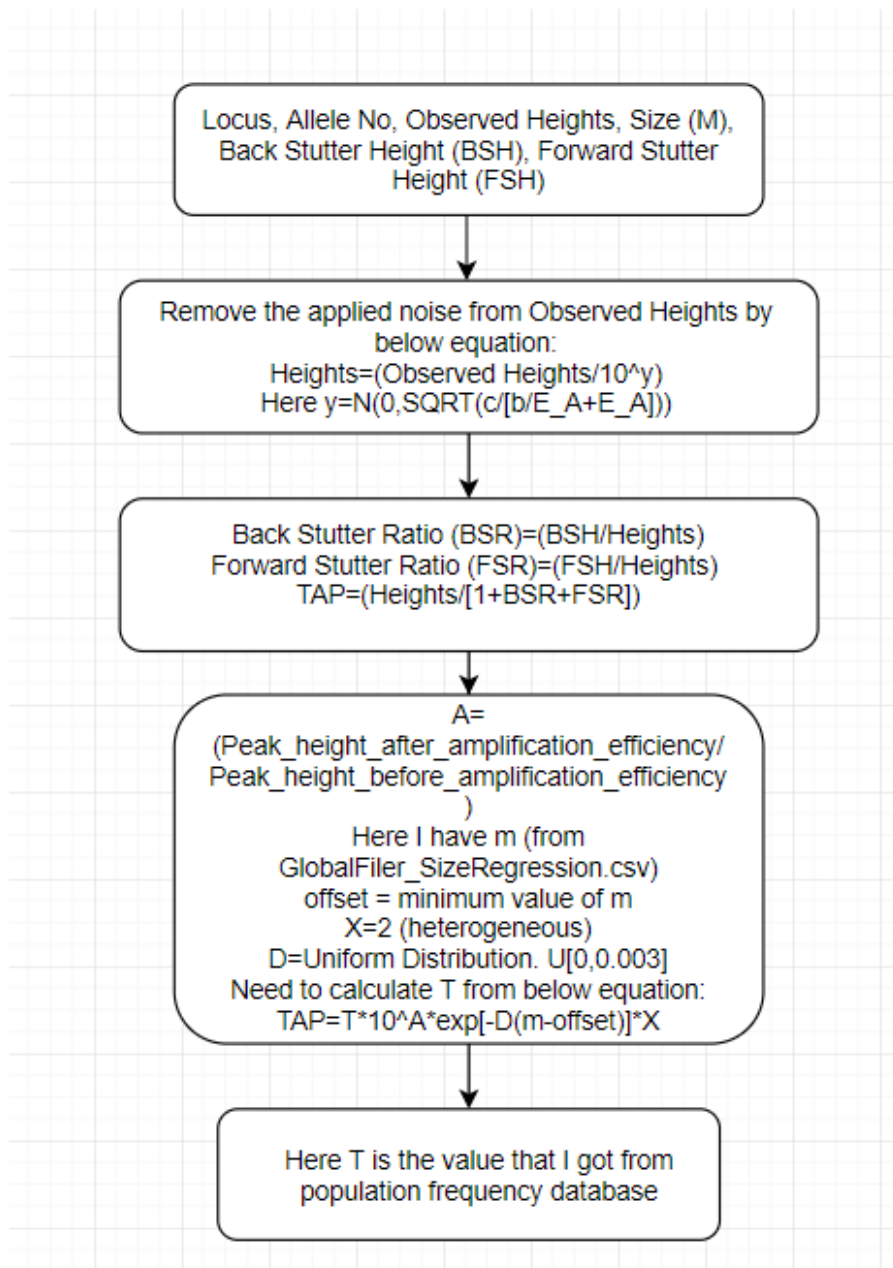 Locus, Allele No, Observed Heights, Size (M),
Back Stutter Height (BSH), Forward Stutter
Height (FSH)
Remove the applied noise from Observed Heights by
below equation:
Heights=(Observed Heights/10^y)
Here y=N(0,SQRT(c/[b/E_A+E_A]))
Back Stutter Ratio (BSR)=(BSH/Heights)
Forward Stutter Ratio (FSR)=(FSH/Heights)
TAP=(Heights/[1+BSR+FSR])
A=
(Peak_height_after_amplification_efficiency/
Peak_height_before_amplification_efficiency
)
Here I have m (from
GlobalFiler_SizeRegression.csv)
offset = minimum value of m
X=2 (heterogeneous)
D=Uniform Distribution. U[0,0.003]
Need to calculate T from below equation:
TAP=T*10^A*exp[-D(m-offset)]*X
Here T is the value that I got from
population frequency database